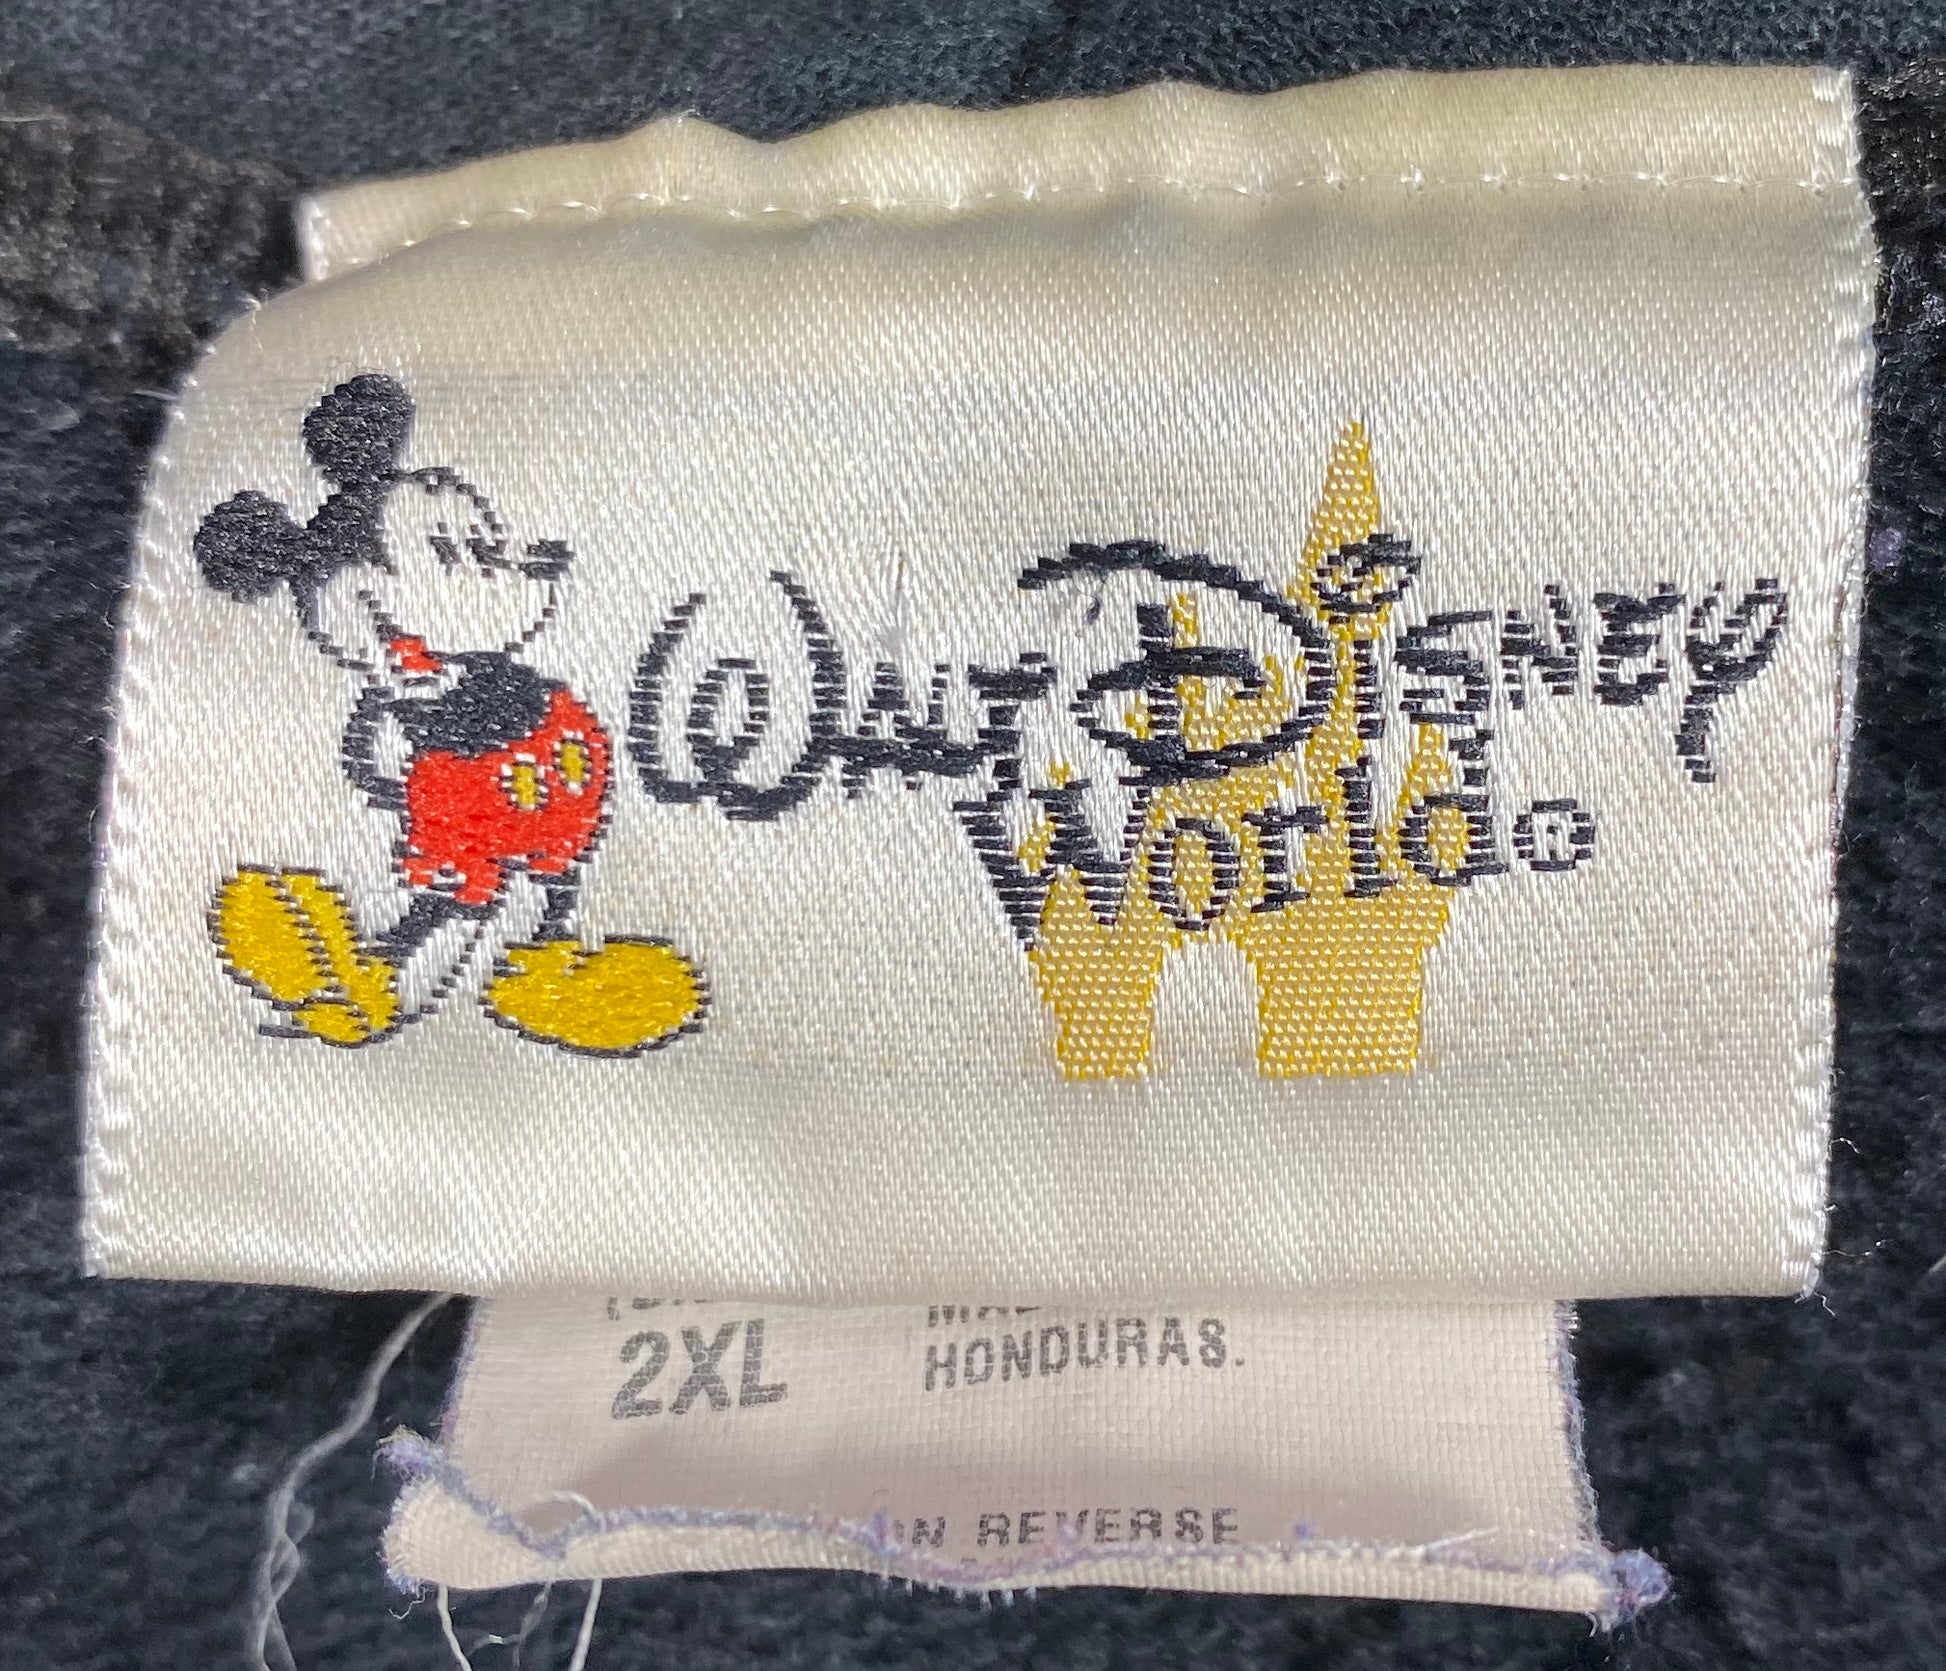 Walt Disney
World®
2XL
HONDURAS.
REVERSE